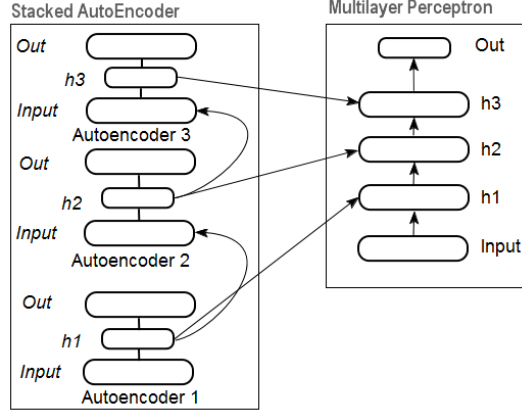 Stacked AutoEncoder
Out
h3
Input
Autoencoder 3
Out
h2
Input
Autoencoder 2
Out
h1
Input
Autoencoder 1
Multilayer Perceptron
Out
h3
h2
h1
Input